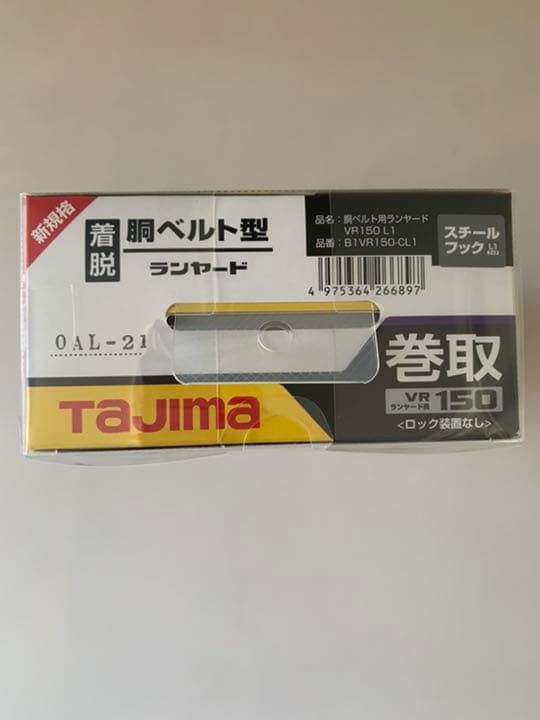 新規格
着脱
胴ベルト型
ランヤード
品名：胴ベルト用ランヤード
VR150 L1
品番：B1VR150-CL1
スチール
フック L1
4 975364 266897
0AL-21
巻取
VR
ランヤード長
150
TaJIMa
<ロック装置なし>